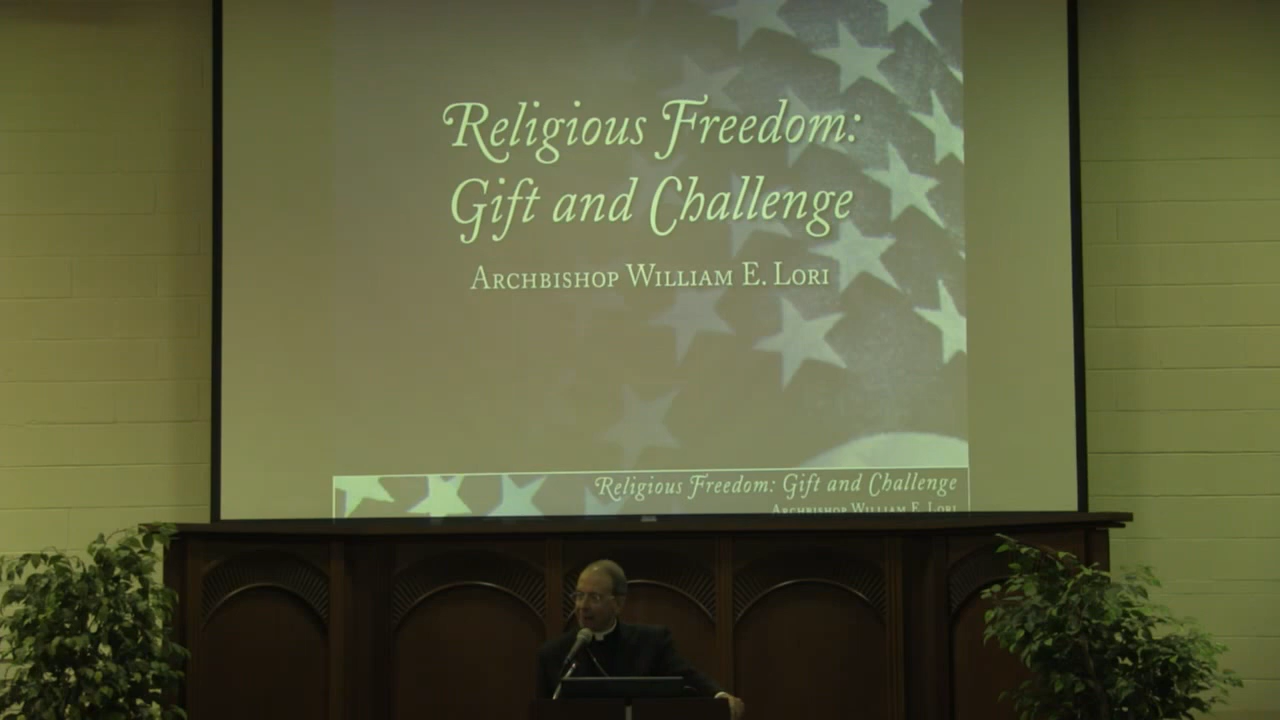 Religious Freedom:
Gift and Challenge
Archbishop William E. Lori
Religious Freedom: Gift and Challenge
Archbishop William E. Lori